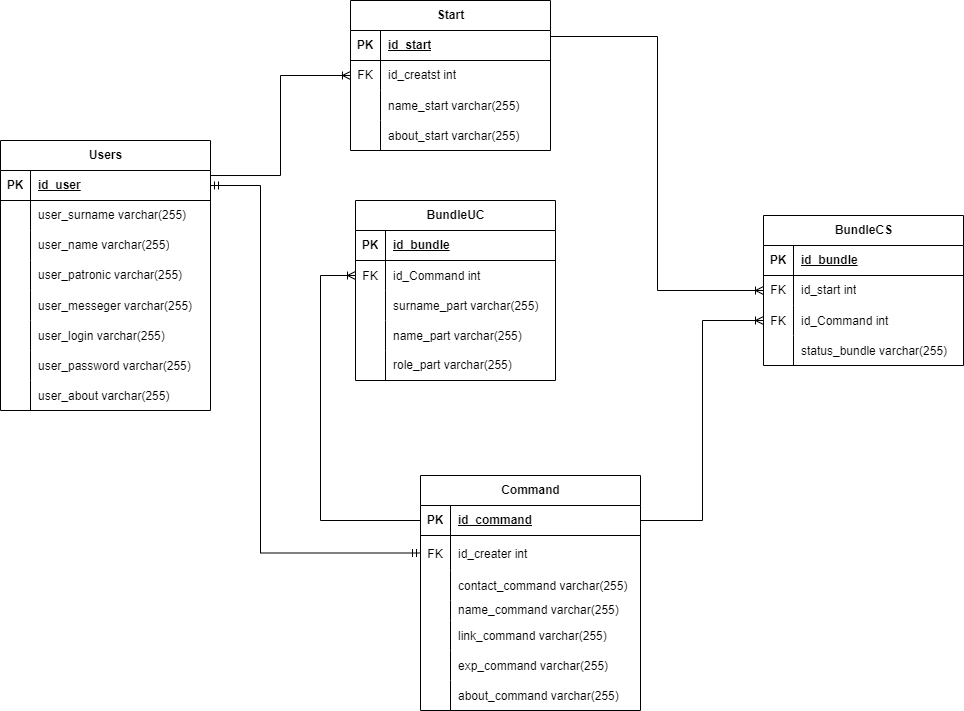 Start
PK id_start
FK id_creatst int
name_start varchar(255)
about_start varchar(255)
Users
PK id_user
user_surname varchar(255)
user_name varchar(255)
user_patronic varchar(255)
user_messeger varchar(255)
user_login varchar(255)
user_password varchar(255)
user_about varchar(255)
BundleUC
PK id_bundle
FK id_Command int
surname_part varchar(255)
name_part varchar(255)
role_part varchar(255)
BundleCS
PK id_bundle
FK id_start int
FK id_Command int
status_bundle varchar(255)
Command
PK id_command
FK id_creater int
contact_command varchar(255)
name_command varchar(255)
link_command varchar(255)
exp_command varchar(255)
about_command varchar(255)